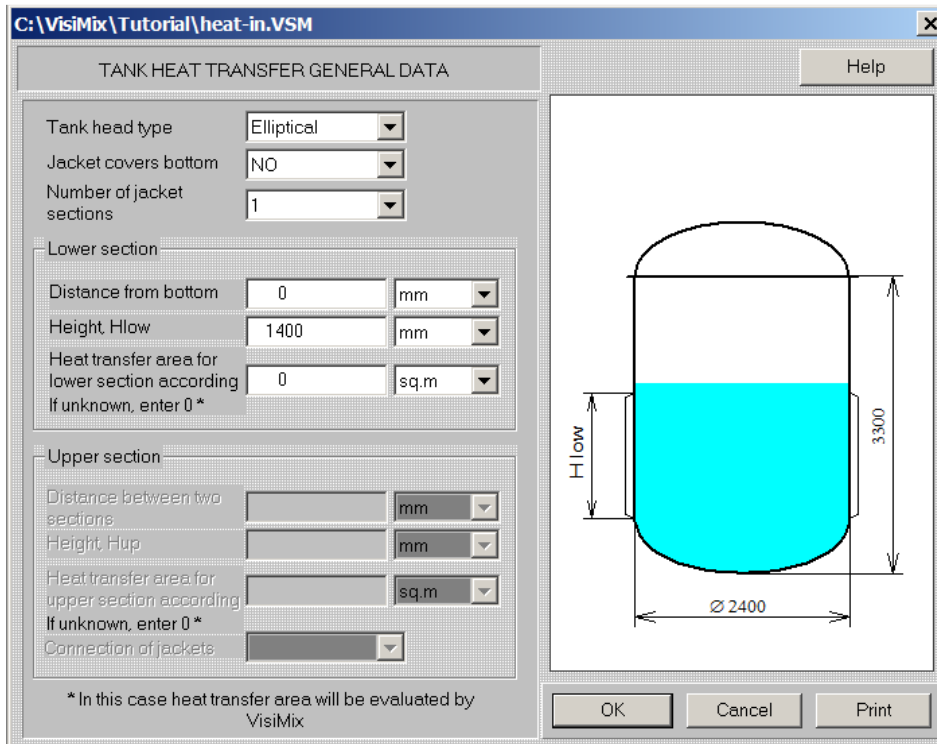 C:\VisiMix\Tutorial\heat-in.VSM
TANK HEAT TRANSFER GENERAL DATA
Help
Tank head type
Elliptical
Jacket covers bottom
NO
Number of jacket
sections
1
Lower section
Distance from bottom
0
mm
Height, Hlow
1400
mm
Heat transfer area for
lower section according
If unknown, enter 0 *
0
sq.m
Upper section
Distance between two
sections
mm
Height, Hup
mm
Heat transfer area for
upper section according
If unknown, enter 0 *
sq.m
Connection of jackets
* In this case heat transfer area will be evaluated by
VisiMix
Hlow
3300
Ø 2400
OK
Cancel
Print